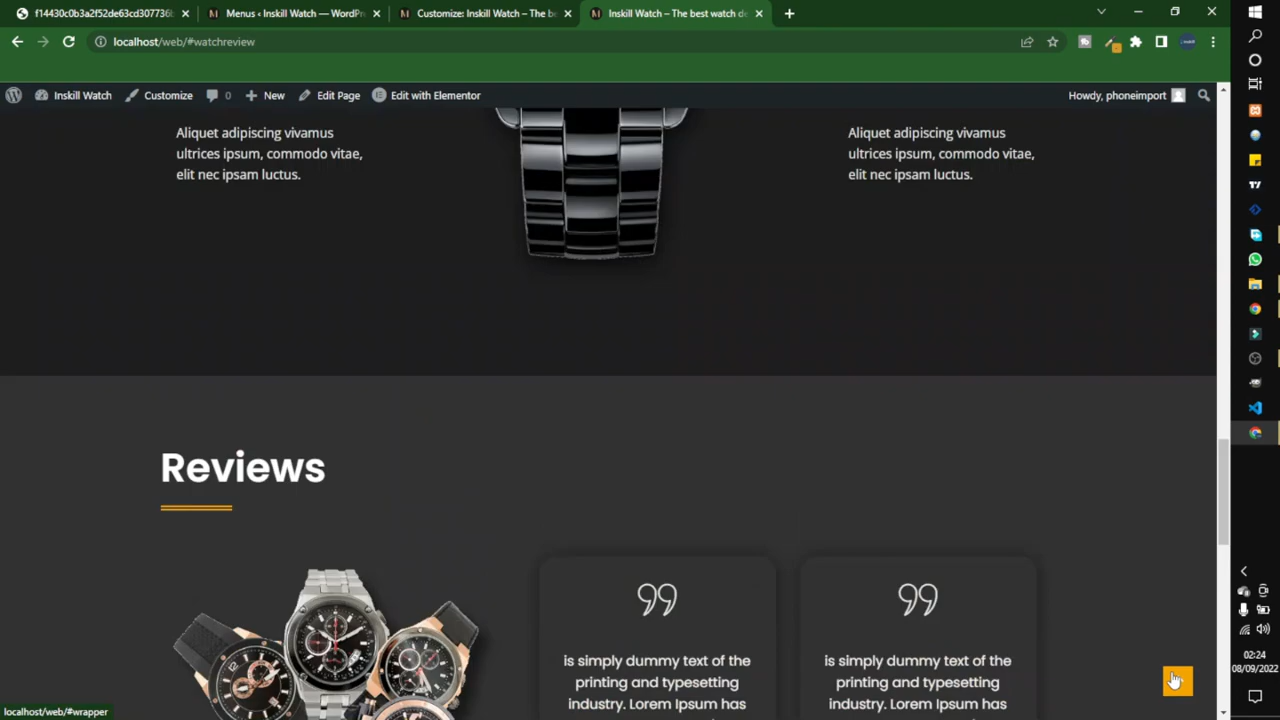 f14430c0b3a2f52de63cd307736
Menus ‹ Inskill Watch — WordPr
Customize: Inskill Watch – The be
Inskill Watch – The best watch de
localhost/web/#watchreview
Inskill Watch
Customize
0
New
Edit Page
Edit with Elementor
Howdy, phoneimport
Aliquet adipiscing vivamus
ultrices ipsum, commodo vitae,
elit nec ipsam luctus.
Aliquet adipiscing vivamus
ultrices ipsum, commodo vitae,
elit nec ipsam luctus.
Reviews
is simply dummy text of the
printing and typesetting
industry. Lorem Ipsum has
is simply dummy text of the
printing and typesetting
industry. Lorem Ipsum has
localhost/web/#wrapper
02:24
08/09/2022